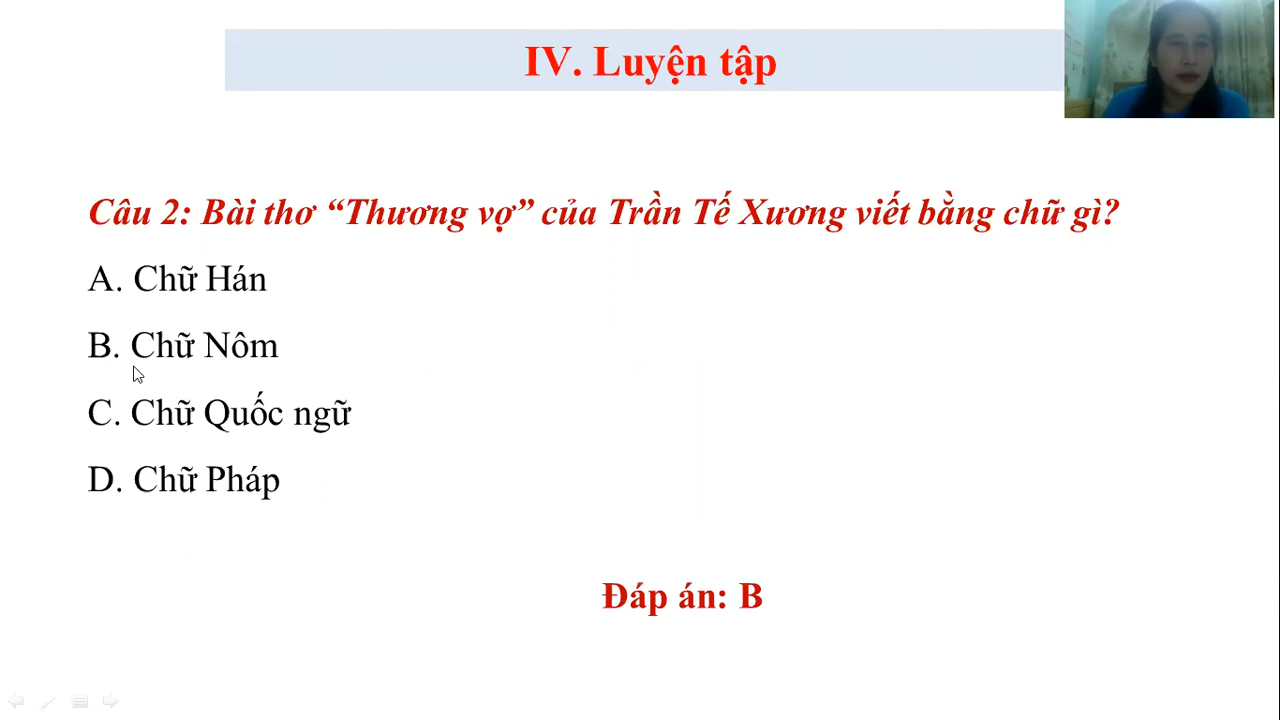 IV. Luyện tập
Câu 2: Bài thơ “Thương vợ” của Trần Tế Xương viết bằng chữ gì?
A. Chữ Hán
B. Chữ Nôm
C. Chữ Quốc ngữ
D. Chữ Pháp
Đáp án: B